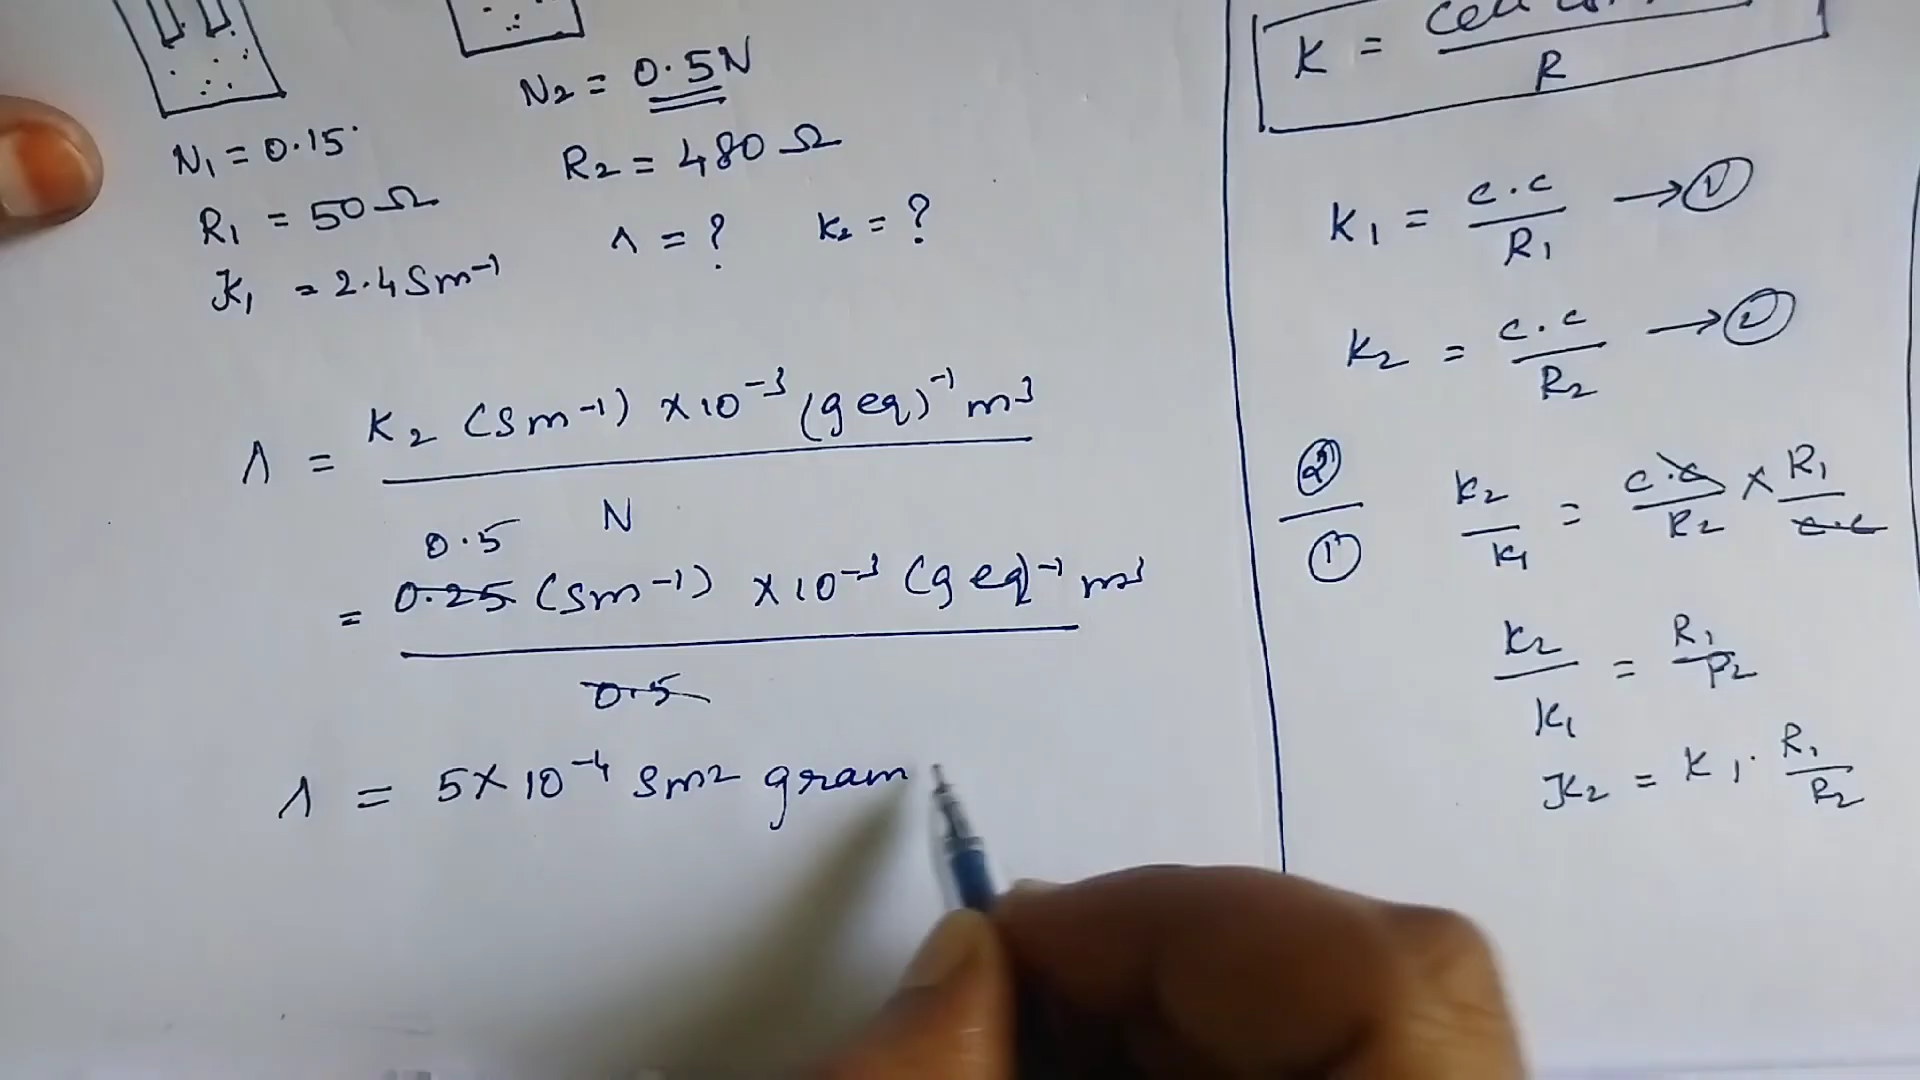 N₂ = 0.5N
N₁ = 0.15
R₂ = 480 Ω
R₁ = 50 Ω
Λ = ? K₂ = ?
K₁ = 2.4 Sm⁻¹
Λ = K₂ (Sm⁻¹) × 10⁻³ (g eq)⁻¹ m³
N
0.5
= 0.25 (Sm⁻¹) × 10⁻³ (g eq)⁻¹ m³
0.5
Λ = 5 × 10⁻⁴ Sm² gram
K = Cell
R
K₁ = c.c / R₁ → ①
K₂ = c.c / R₂ → ②
② / ① K₂ / K₁ = c.c / R₂ × R₁ / c.c
K₂ / K₁ = R₁ / R₂
K₂ = K₁ . R₁ / R₂